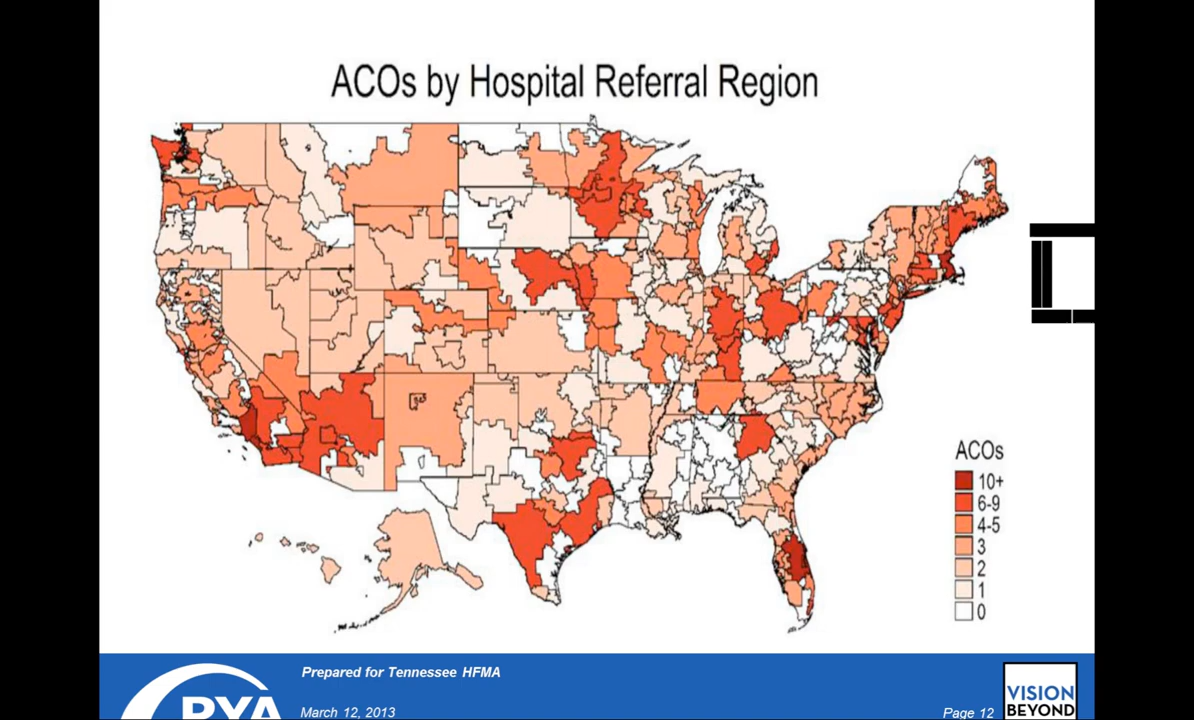 ACOs by Hospital Referral Region
ACOs
10+
6-9
4-5
3
2
1
0
Prepared for Tennessee HFMA
March 12, 2013
PYA
Page 12
VISION
BEYOND